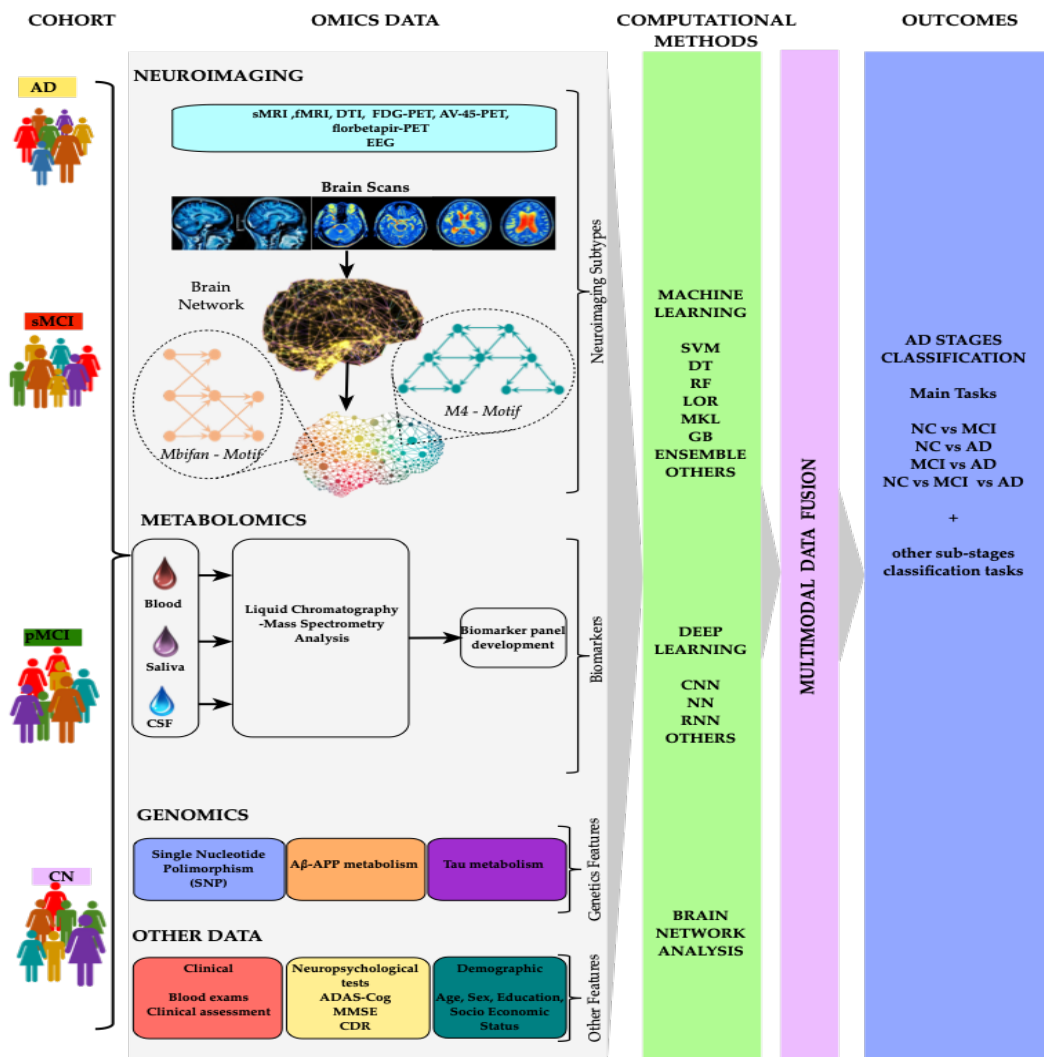 COHORT
OMICS DATA
COMPUTATIONAL
METHODS
OUTCOMES
AD
sMCI
pMCI
CN
NEUROIMAGING
sMRI ,fMRI, DTI,  FDG-PET, AV-45-PET,
florbetapir-PET
EEG
Brain Scans
Brain
Network
Mbifan - Motif
M4 - Motif
Neuroimaging Subtypes
METABOLOMICS
Blood
Saliva
CSF
Liquid Chromatography
-Mass Spectrometry
Analysis
Biomarker panel
development
Biomarkers
GENOMICS
Single Nucleotide
Polimorphism
(SNP)
Aβ-APP metabolism
Tau metabolism
Genetics Features
OTHER DATA
Clinical
Blood exams
Clinical assessment
Neuropsychological
tests
ADAS-Cog
MMSE
CDR
Demographic
Age, Sex, Education,
Socio Economic
Status
Other Features
MACHINE
LEARNING
SVM
DT
RF
LOR
MKL
GB
ENSEMBLE
OTHERS
DEEP
LEARNING
CNN
NN
RNN
OTHERS
BRAIN
NETWORK
ANALYSIS
MULTIMODAL DATA FUSION
AD STAGES
CLASSIFICATION
Main Tasks
NC vs MCI
NC vs AD
MCI vs AD
NC vs MCI  vs AD
+
other sub-stages
classification tasks